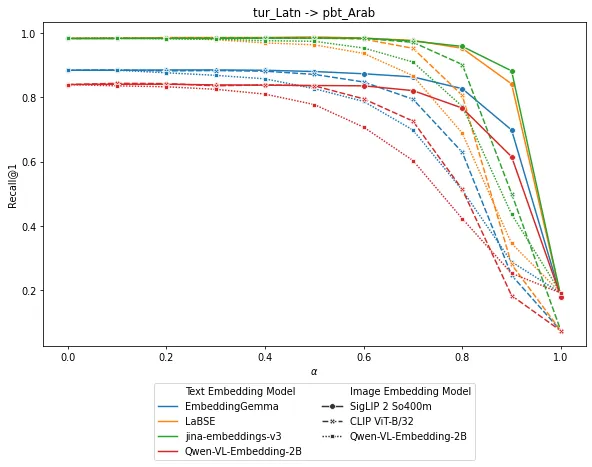 tur_Latn -> pbt_Arab
Recall@1
1.0
0.8
0.6
0.4
0.2
0.0 0.2 0.4 0.6 0.8 1.0
α
Text Embedding Model
EmbeddingGemma
LaBSE
jina-embeddings-v3
Qwen-VL-Embedding-2B
Image Embedding Model
SigLIP 2 So400m
CLIP ViT-B/32
Qwen-VL-Embedding-2B